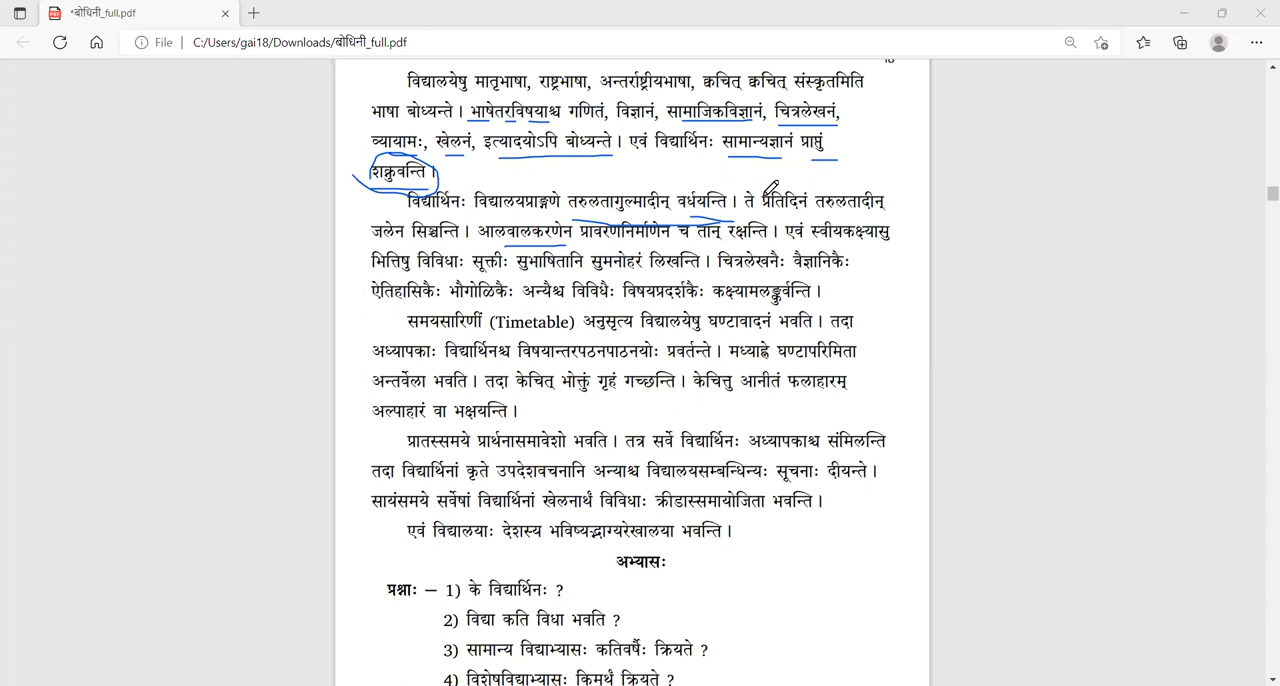 *बोधिनी_full.pdf
File C:/Users/gai18/Downloads/बोधिनी_full.pdf
विद्यालयेषु मातृभाषा, राष्ट्रभाषा, अन्तर्राष्ट्रीयभाषा, क्वचित् क्वचित् संस्कृतमिति
भाषा बोध्यन्ते । भाषेतरविषयाश्च गणितं, विज्ञानं, सामाजिकविज्ञानं, चित्रलेखनं,
व्यायामः, खेलनं, इत्यादयोऽपि बोध्यन्ते । एवं विद्यार्थिनः सामान्यज्ञानं प्राप्तुं
शक्नुवन्ति ।
विद्यार्थिनः विद्यालयप्राङ्गणे तरुलतागुल्मादीन् वर्धयन्ति । ते प्रतिदिनं तरुलतादीन्
जलेन सिञ्चन्ति । आलवालकरणेन प्रावरणनिर्माणेन च तान् रक्षन्ति । एवं स्वीयकक्ष्यासु
भित्तिषु विविधाः सूक्तीः सुभाषितानि सुमनोहरं लिखन्ति । चित्रलेखनैः वैज्ञानिकैः
ऐतिहासिकैः भौगोळिकैः अन्यैश्च विविधैः विषयप्रदर्शकैः कक्ष्यामलङ्कुर्वन्ति ।
समयसारिणीं (Timetable) अनुसृत्य विद्यालयेषु घण्टावादनं भवति । तदा
अध्यापकाः विद्यार्थिनश्च विषयान्तरपठनपाठनयोः प्रवर्तन्ते । मध्याह्ने घण्टापरिमिता
अन्तर्वेला भवति । तदा केचित् भोक्तुं गृहं गच्छन्ति । केचित्तु आनीतं फलाहारम्
अल्पाहारं वा भक्षयन्ति ।
प्रातस्समये प्रार्थनासमावेशो भवति । तत्र सर्वे विद्यार्थिनः अध्यापकाश्च संमिलन्ति
तदा विद्यार्थिनां कृते उपदेशवचनानि अन्याश्च विद्यालयसम्बन्धिन्यः सूचनाः दीयन्ते ।
सायंसमये सर्वेषां विद्यार्थिनां खेलनार्थं विविधाः क्रीडास्समायोजिता भवन्ति ।
एवं विद्यालयाः देशस्य भविष्यद्भाग्यरेखालया भवन्ति ।
अभ्यासः
प्रश्नाः – 1) के विद्यार्थिनः ?
2) विद्या कति विधा भवति ?
3) सामान्य विद्याभ्यासः कतिवर्षैः क्रियते ?
4) विशेषविद्याभ्यासः किमर्थं क्रियते ?